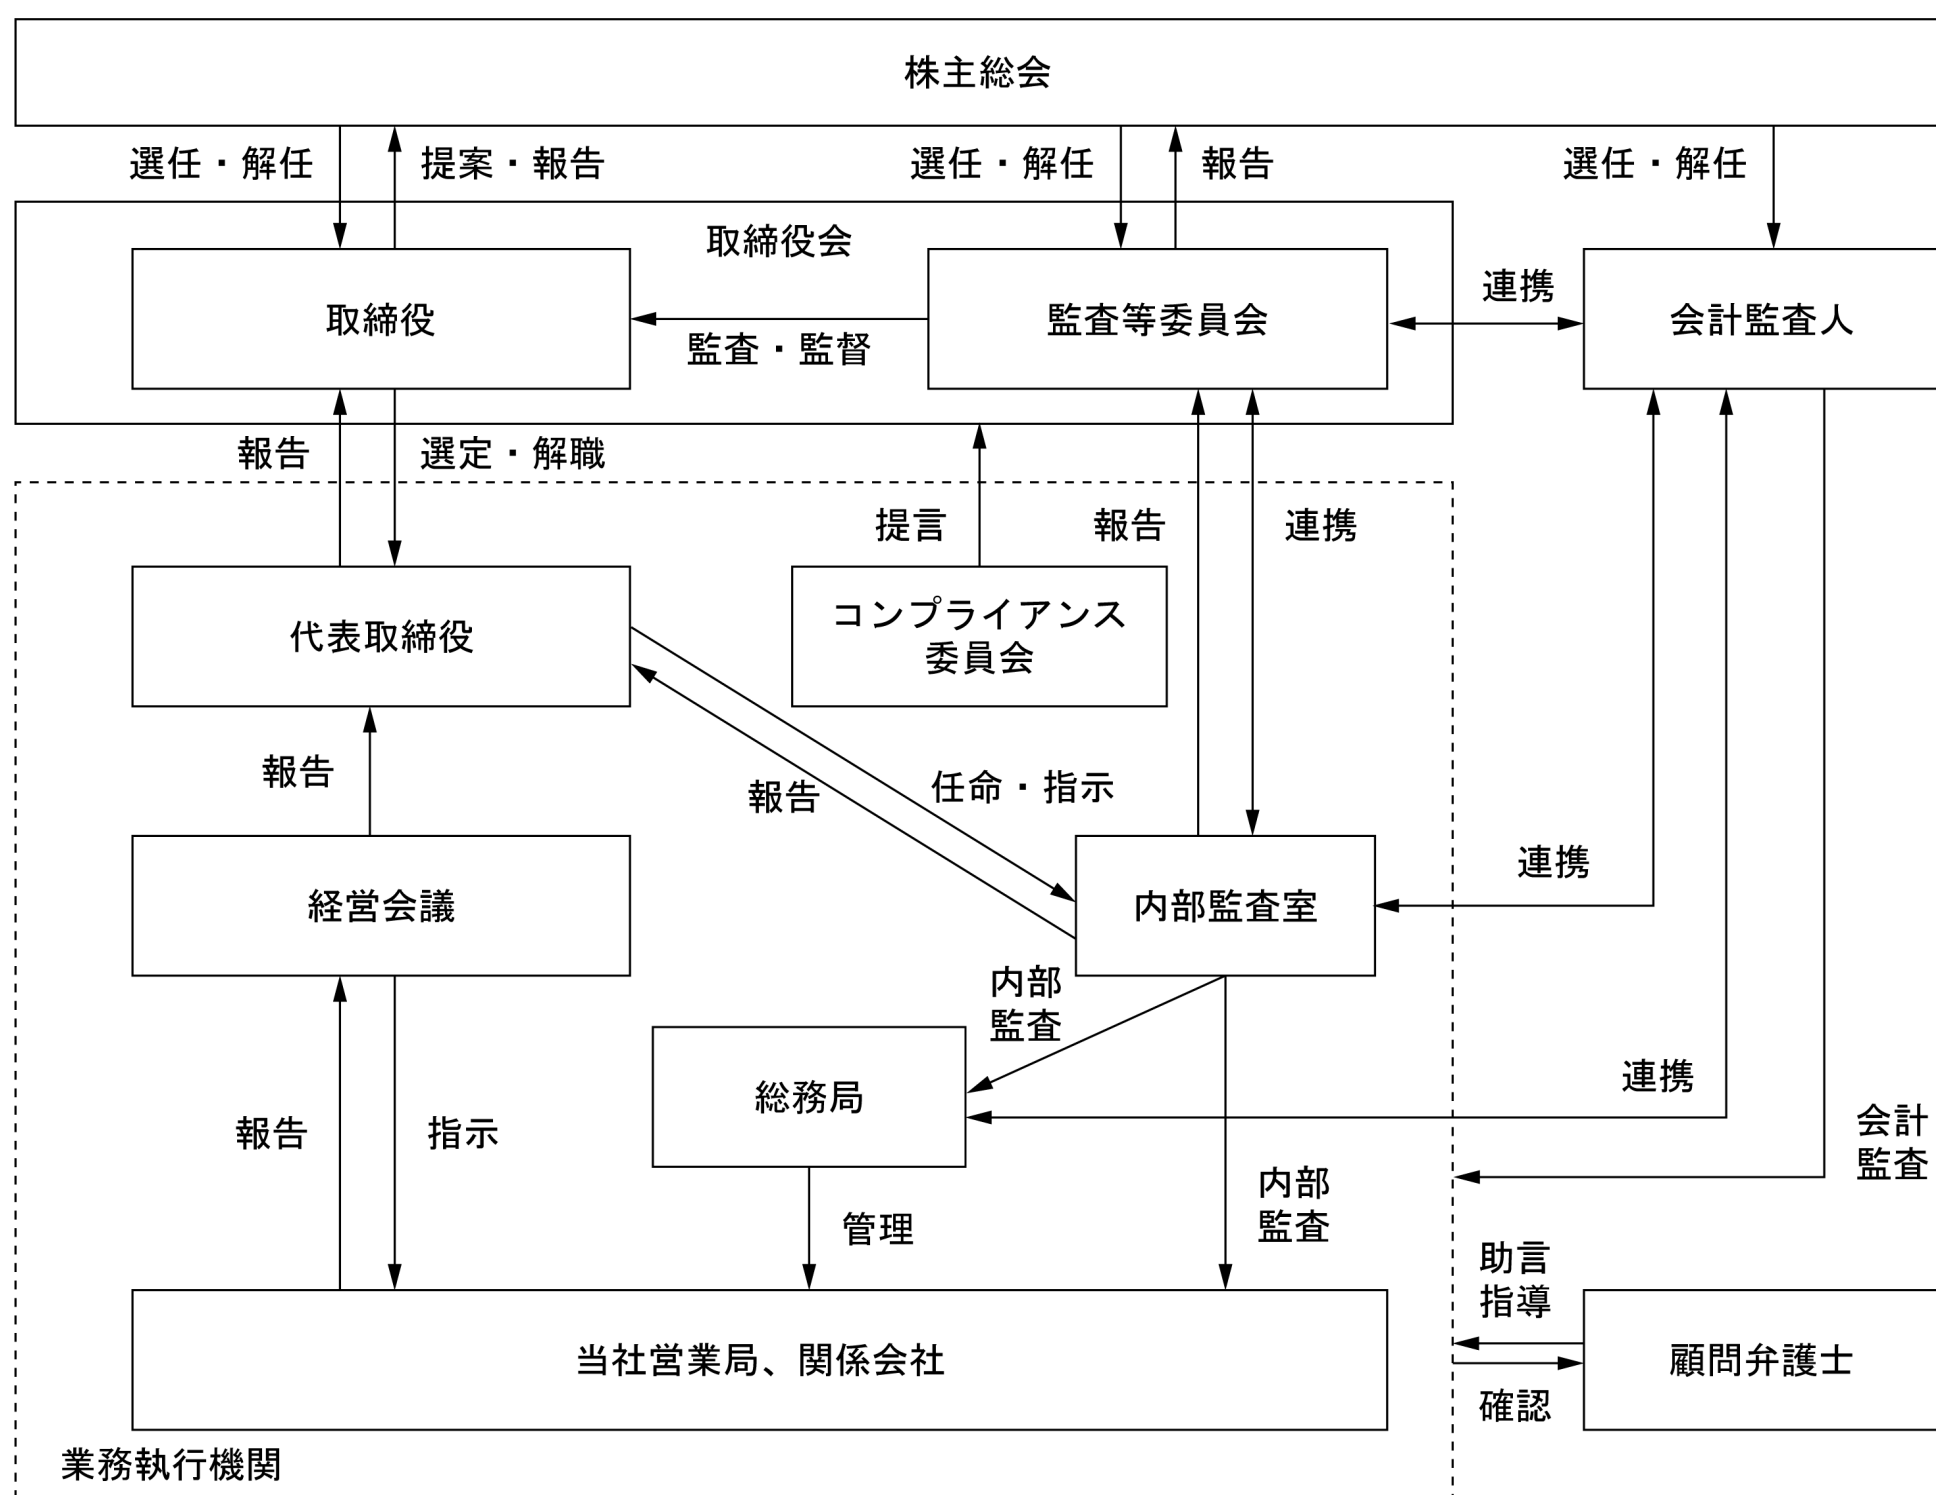 株主総会
選任・解任
提案・報告
選任・解任
報告
選任・解任
取締役会
取締役
監査・監督
監査等委員会
連携
会計監査人
報告
選定・解職
提言
報告
連携
代表取締役
コンプライアンス
委員会
報告
報告
任命・指示
経営会議
内部監査室
連携
内部
監査
総務局
連携
報告
指示
会計
監査
管理
内部
監査
助言
指導
当社営業局、関係会社
顧問弁護士
確認
業務執行機関